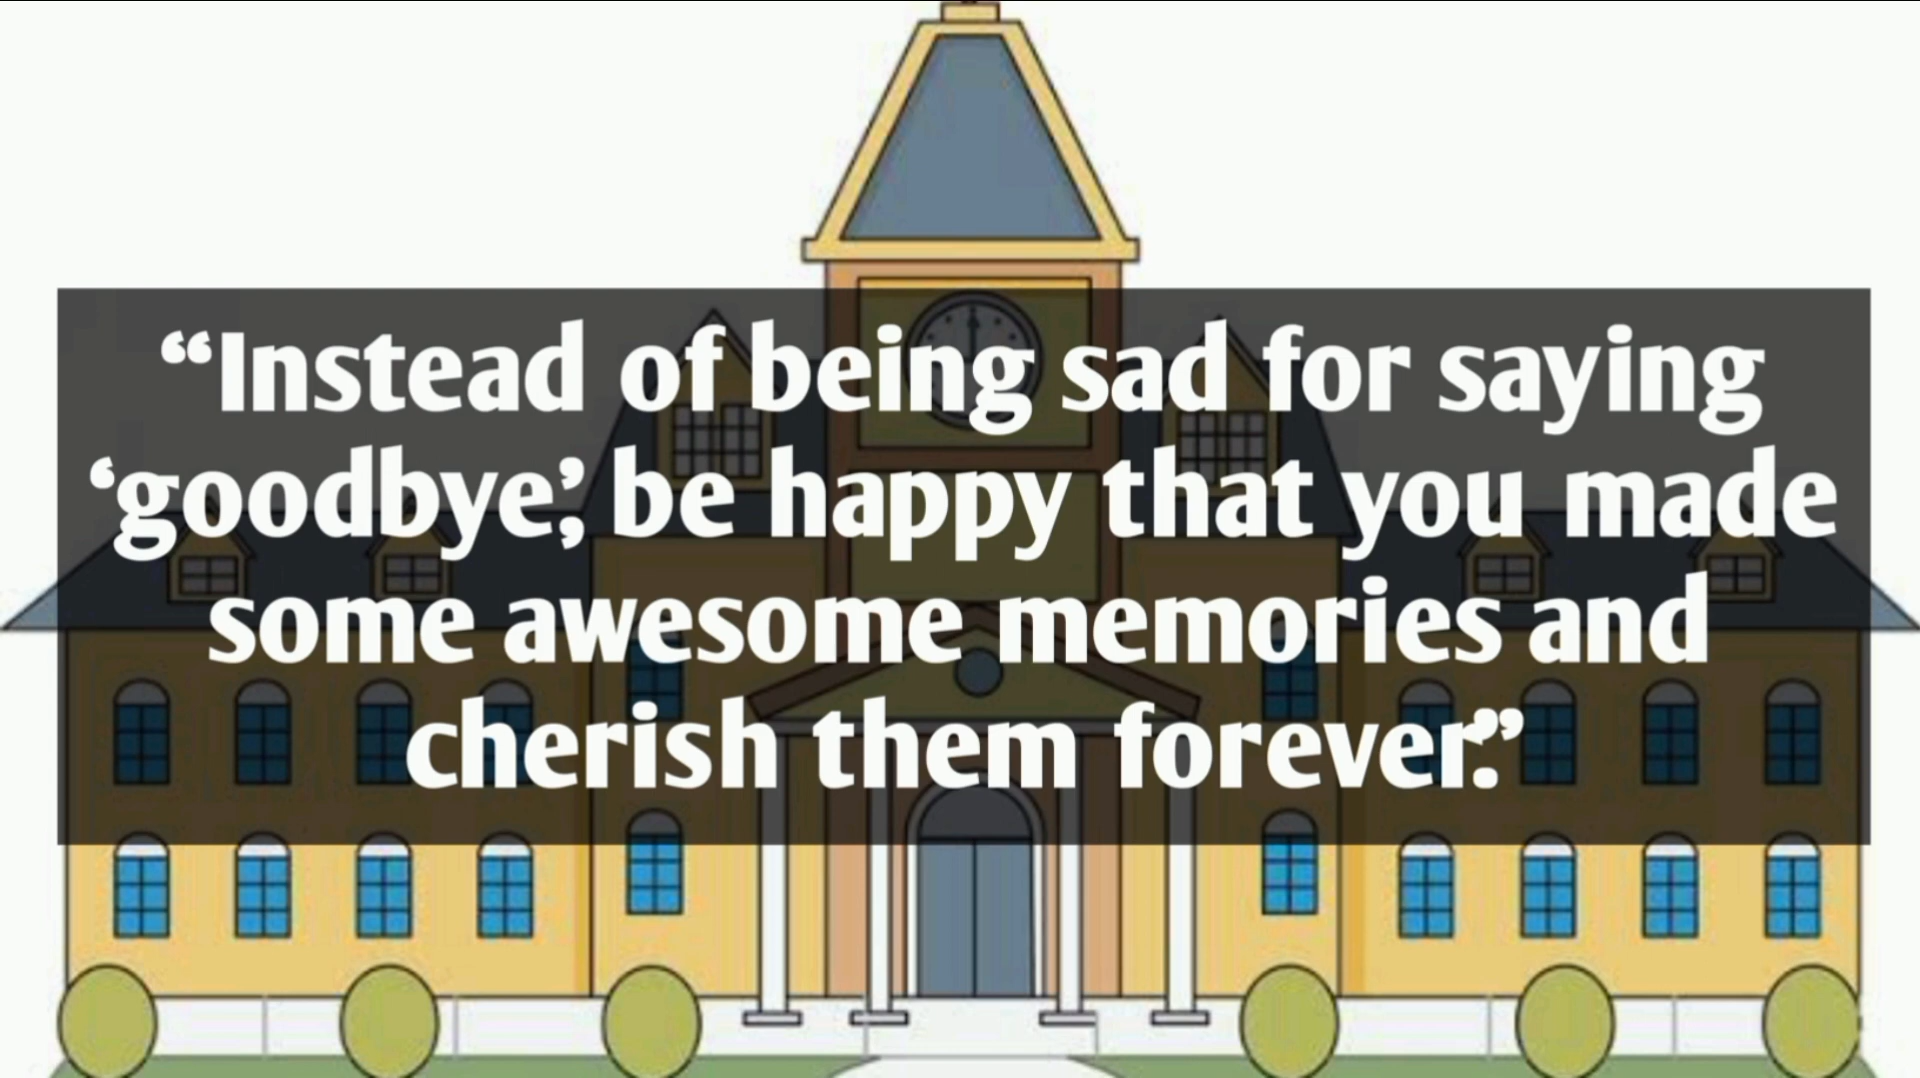 “Instead of being sad for saying
‘goodbye’, be happy that you made
some awesome memories and
cherish them forever.”